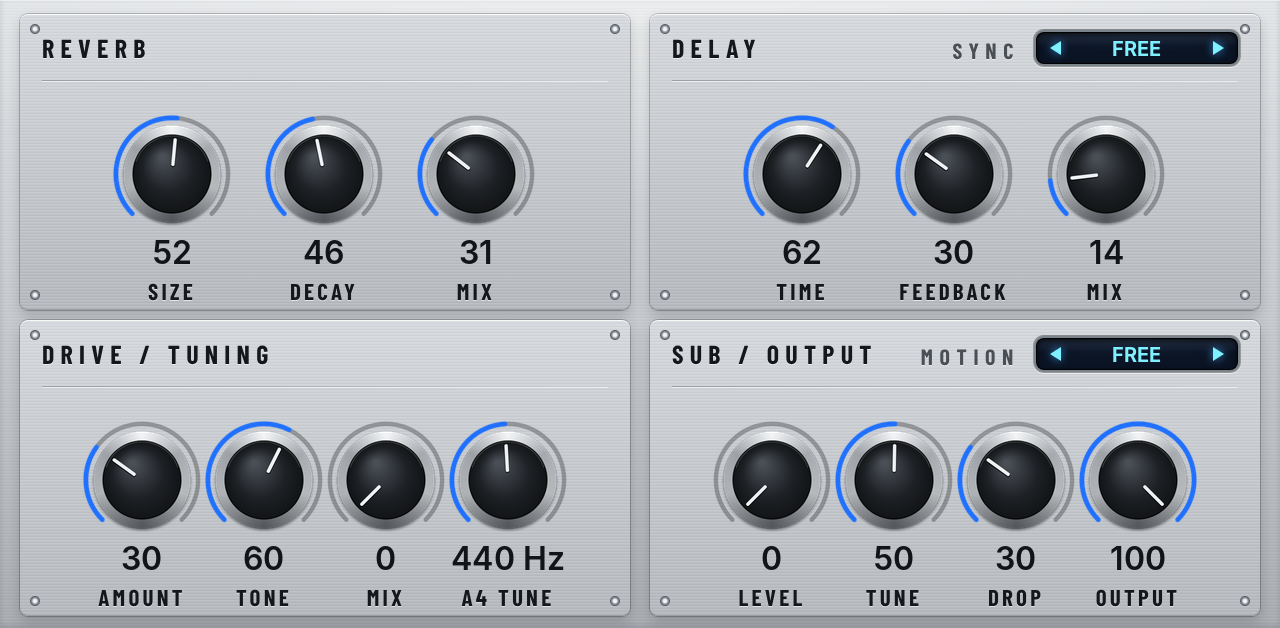 REVERB
52 46 31
SIZE DECAY MIX
DELAY SYNC FREE
62 30 14
TIME FEEDBACK MIX
DRIVE / TUNING
30 60 0 440 Hz
AMOUNT TONE MIX A4 TUNE
SUB / OUTPUT MOTION FREE
0 50 30 100
LEVEL TUNE DROP OUTPUT